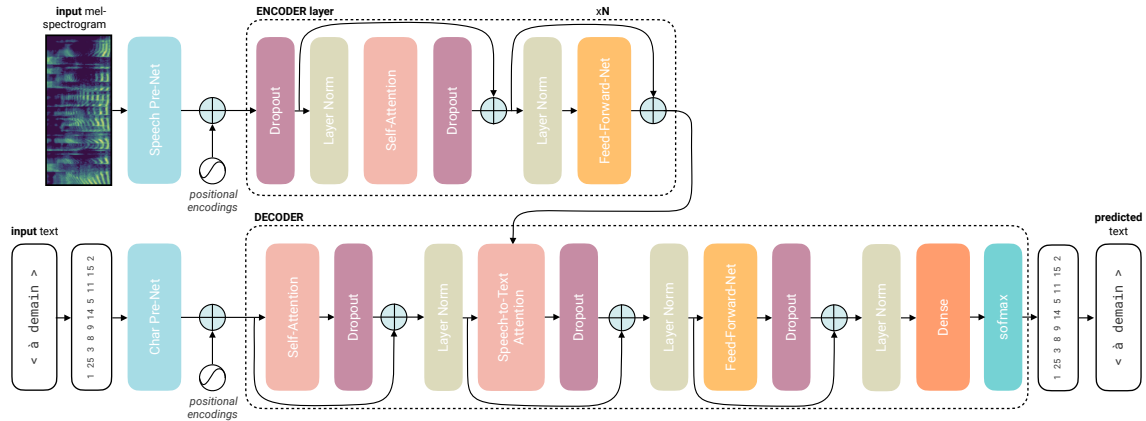 input mel-
spectrogram
Speech Pre-Net
positional
encodings
ENCODER layer
xN
Dropout
Layer Norm
Self-Attention
Dropout
Layer Norm
Feed-Forward-Net
input text
< à demain >
1 25 3 8 9 14 5 11 15 2
Char Pre-Net
positional
encodings
DECODER
Self-Attention
Dropout
Layer Norm
Speech-to-Text
Attention
Dropout
Layer Norm
Feed-Forward-Net
Dropout
Layer Norm
Dense
sofmax
1 25 3 8 9 14 5 11 15 2
predicted
text
< à demain >